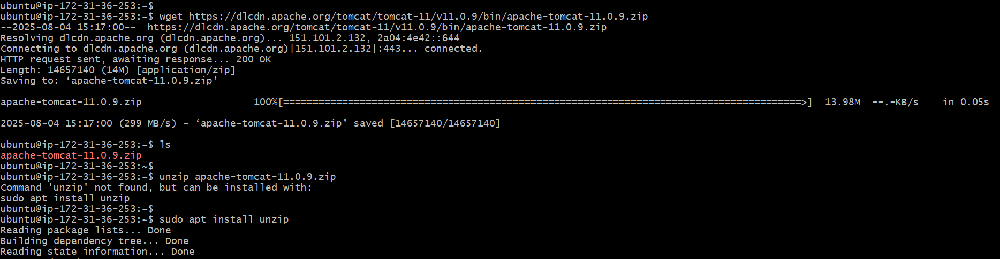 ubuntu@ip-172-31-36-253:~$
ubuntu@ip-172-31-36-253:~$ wget https://dlcdn.apache.org/tomcat/tomcat-11/v11.0.9/bin/apache-tomcat-11.0.9.zip
--2025-08-04 15:17:00--  https://dlcdn.apache.org/tomcat/tomcat-11/v11.0.9/bin/apache-tomcat-11.0.9.zip
Resolving dlcdn.apache.org (dlcdn.apache.org)... 151.101.2.132, 2a04:4e42::644
Connecting to dlcdn.apache.org (dlcdn.apache.org)|151.101.2.132|:443... connected.
HTTP request sent, awaiting response... 200 OK
Length: 14657140 (14M) [application/zip]
Saving to: ‘apache-tomcat-11.0.9.zip’
apache-tomcat-11.0.9.zip                   100%[========================================================================================>]  13.98M  --.-KB/s    in 0.05s
2025-08-04 15:17:00 (299 MB/s) - ‘apache-tomcat-11.0.9.zip’ saved [14657140/14657140]
ubuntu@ip-172-31-36-253:~$ ls
apache-tomcat-11.0.9.zip
ubuntu@ip-172-31-36-253:~$
ubuntu@ip-172-31-36-253:~$ unzip apache-tomcat-11.0.9.zip
Command 'unzip' not found, but can be installed with:
sudo apt install unzip
ubuntu@ip-172-31-36-253:~$
ubuntu@ip-172-31-36-253:~$ sudo apt install unzip
Reading package lists... Done
Building dependency tree... Done
Reading state information... Done